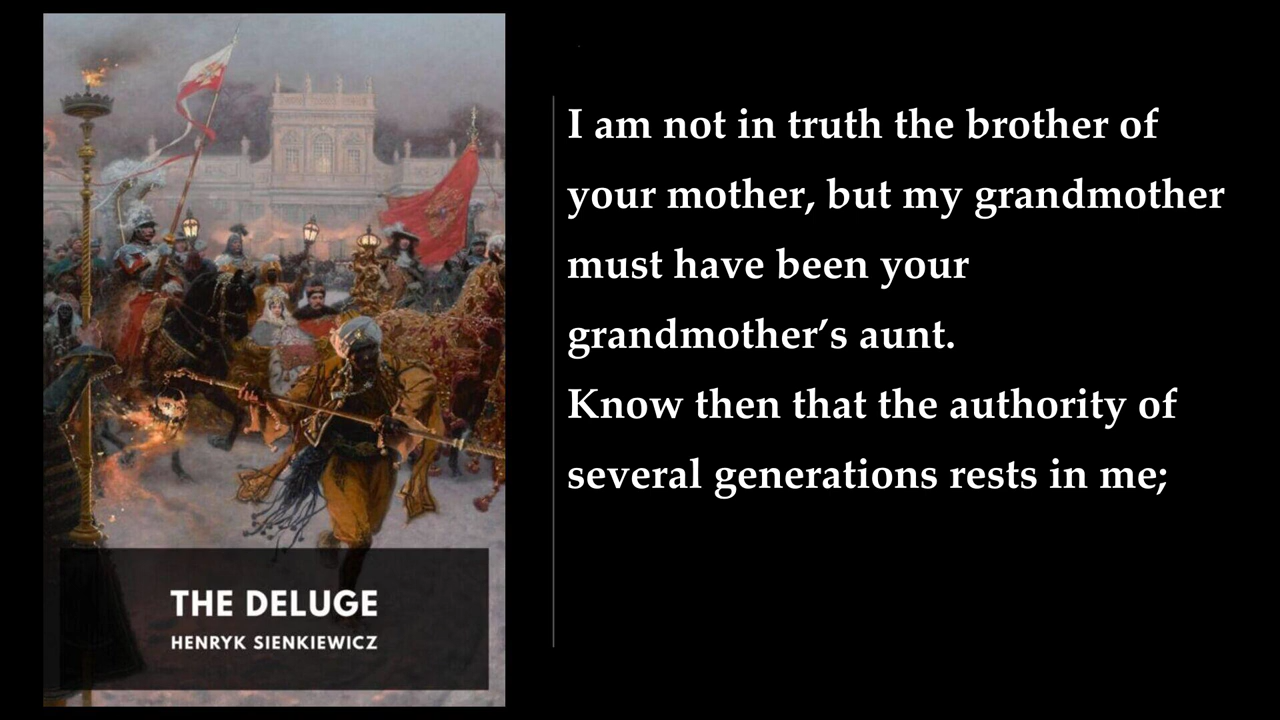 THE DELUGE
HENRYK SIENKIEWICZ
I am not in truth the brother of
your mother, but my grandmother
must have been your
grandmother’s aunt.
Know then that the authority of
several generations rests in me;